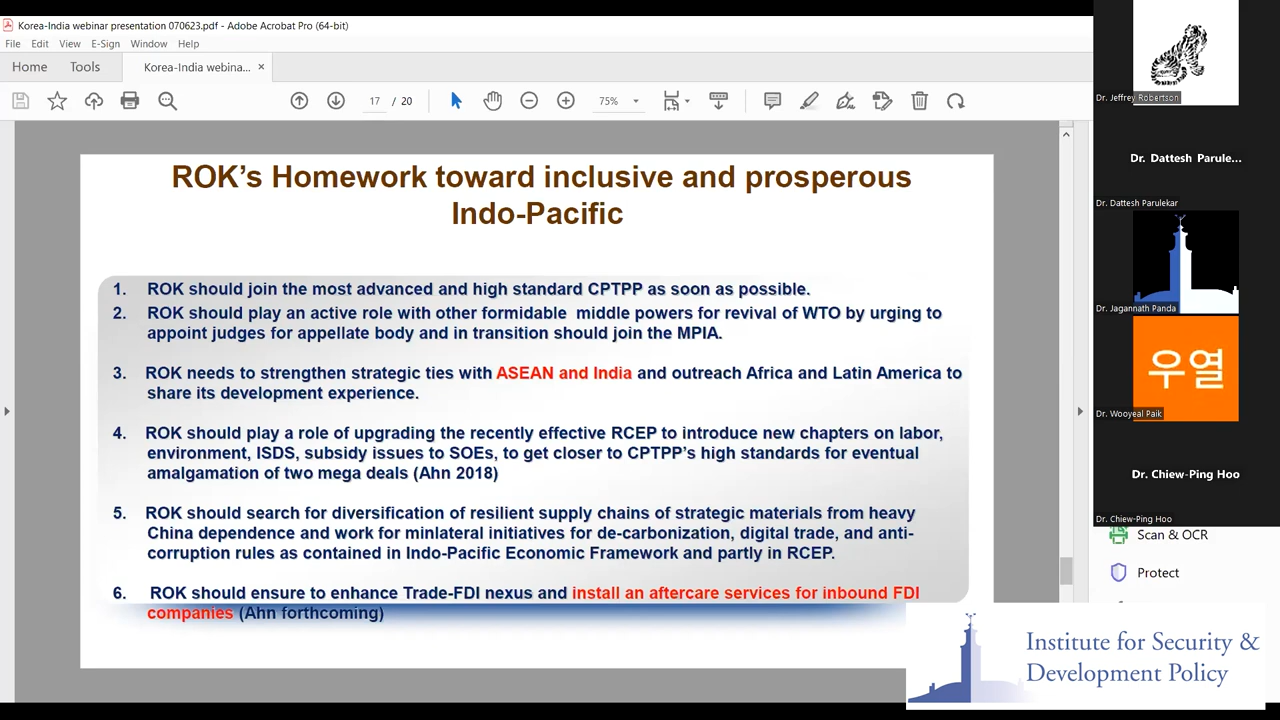 Korea-India webinar presentation 070623.pdf - Adobe Acrobat Pro (64-bit)
File Edit View E-Sign Window Help
Home Tools Korea-India webina... ×
17 / 20 75%
ROK’s Homework toward inclusive and prosperous
Indo-Pacific
1. ROK should join the most advanced and high standard CPTPP as soon as possible.
2. ROK should play an active role with other formidable middle powers for revival of WTO by urging to
appoint judges for appellate body and in transition should join the MPIA.
3. ROK needs to strengthen strategic ties with ASEAN and India and outreach Africa and Latin America to
share its development experience.
4. ROK should play a role of upgrading the recently effective RCEP to introduce new chapters on labor,
environment, ISDS, subsidy issues to SOEs, to get closer to CPTPP’s high standards for eventual
amalgamation of two mega deals (Ahn 2018)
5. ROK should search for diversification of resilient supply chains of strategic materials from heavy
China dependence and work for minlateral initiatives for de-carbonization, digital trade, and anti-
corruption rules as contained in Indo-Pacific Economic Framework and partly in RCEP.
6. ROK should ensure to enhance Trade-FDI nexus and install an aftercare services for inbound FDI
companies (Ahn forthcoming)
Dr. Jeffrey Robertson
Dr. Dattesh Parule...
Dr. Dattesh Parulekar
Dr. Jagannath Panda
우열
Dr. Wooyeal Paik
Dr. Chiew-Ping Hoo
Dr. Chiew-Ping Hoo
Scan & OCR
Protect
Institute for Security &
Development Policy